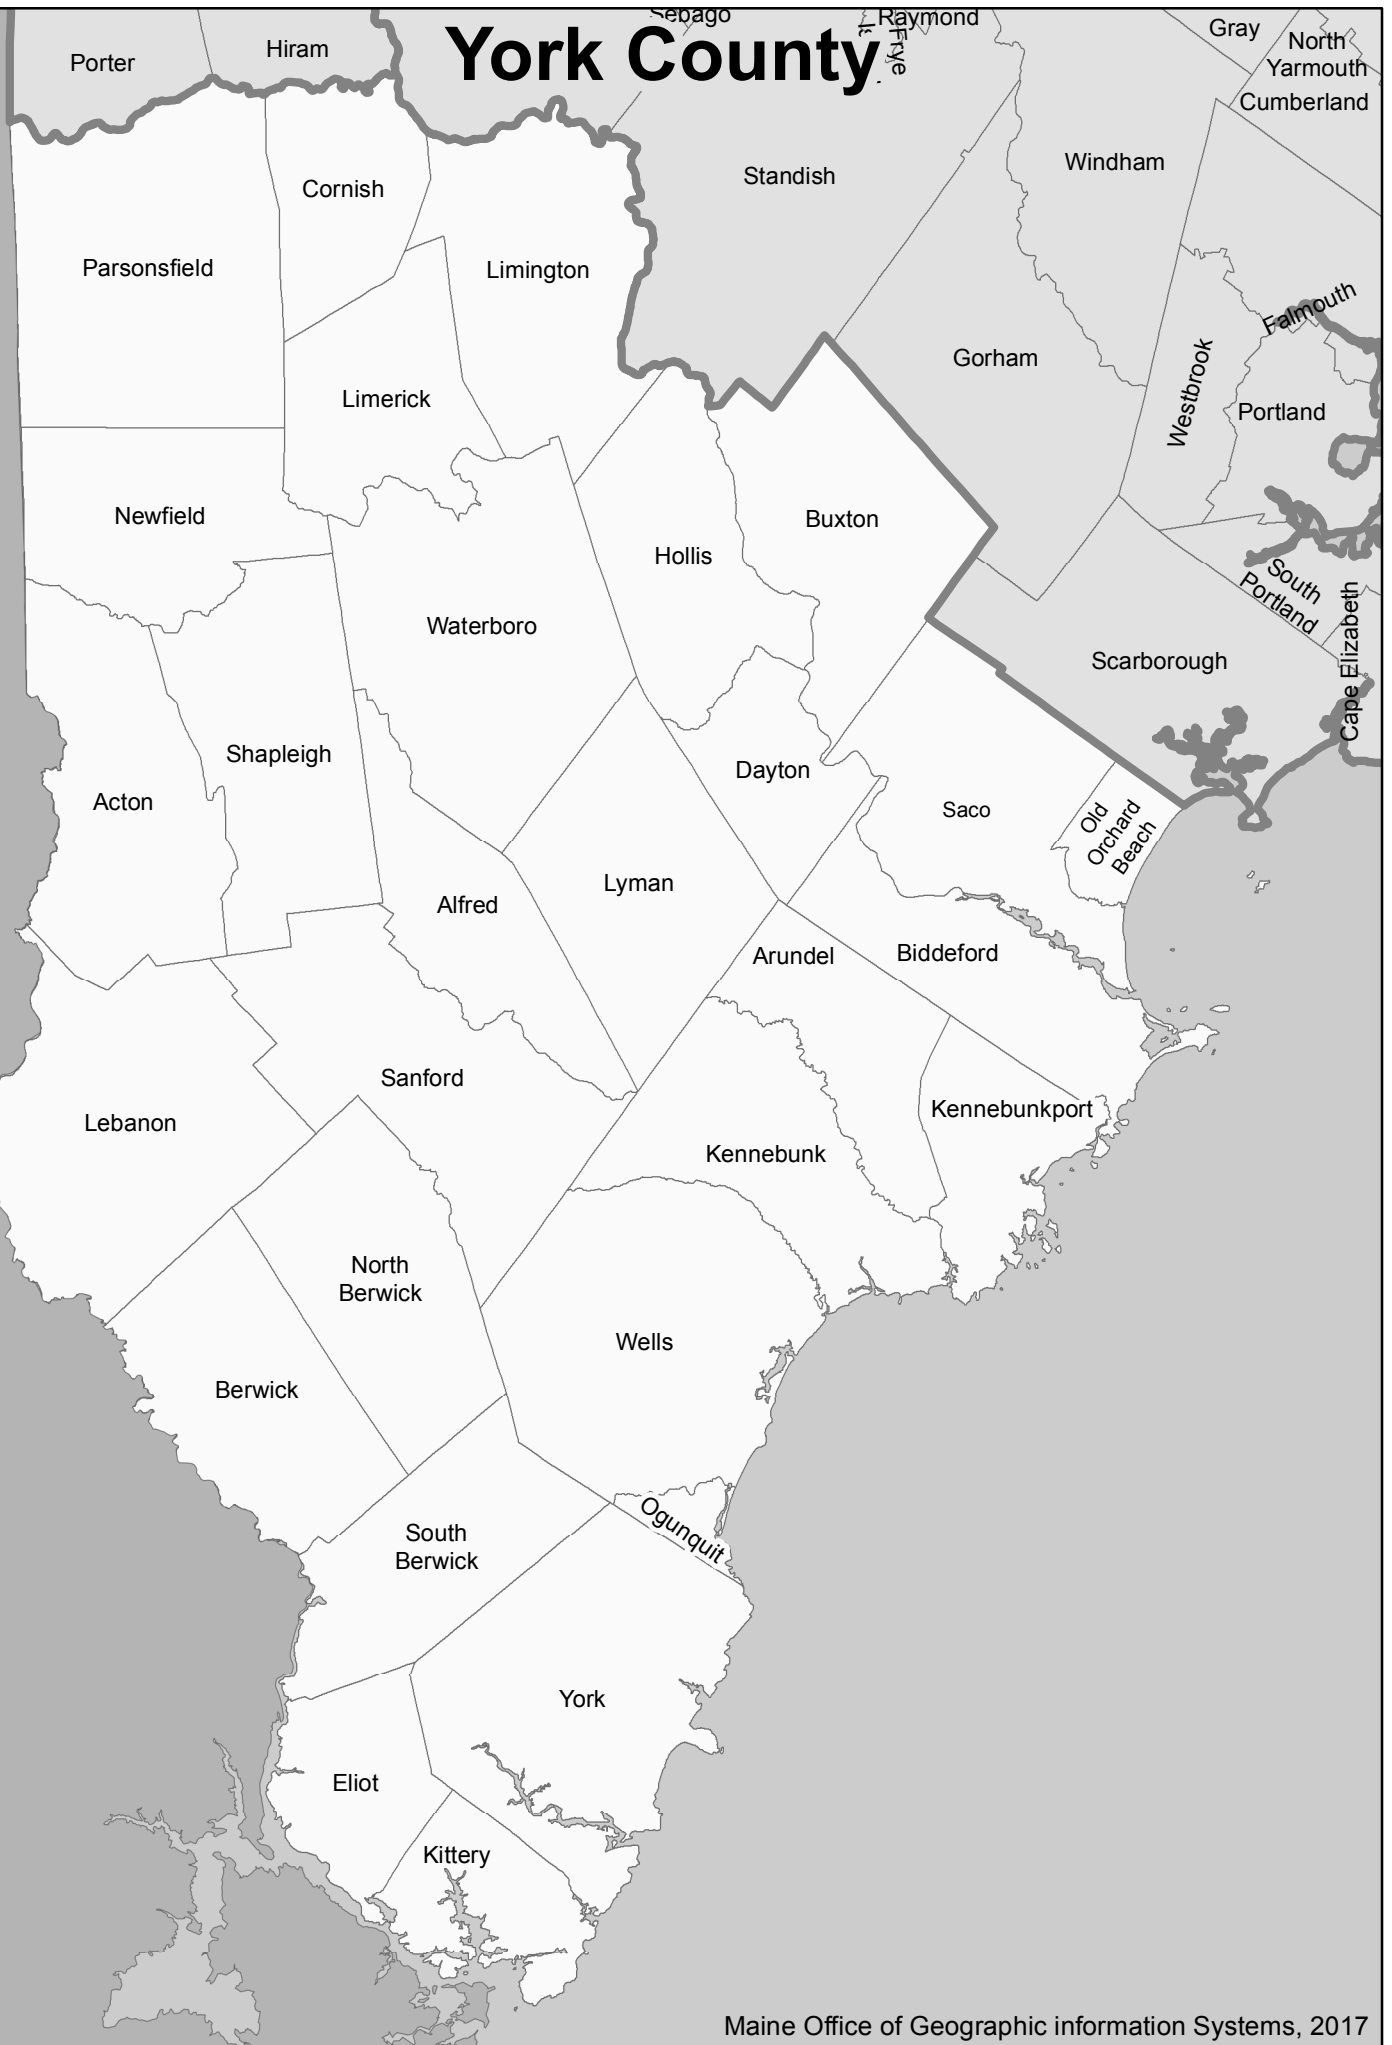 Sebago
Raymond
Frye
Gray
North
Yarmouth
Cumberland
Porter
Hiram
York County
Standish
Windham
Cornish
Parsonsfield
Limington
Falmouth
Gorham
Westbrook
Portland
Limerick
Newfield
Buxton
Hollis
South
Portland
Cape Elizabeth
Waterboro
Scarborough
Shapleigh
Dayton
Acton
Saco
Old
Orchard
Beach
Lyman
Alfred
Arundel
Biddeford
Sanford
Lebanon
Kennebunkport
Kennebunk
North
Berwick
Wells
Berwick
Ogunquit
South
Berwick
York
Eliot
Kittery
Maine Office of Geographic information Systems, 2017